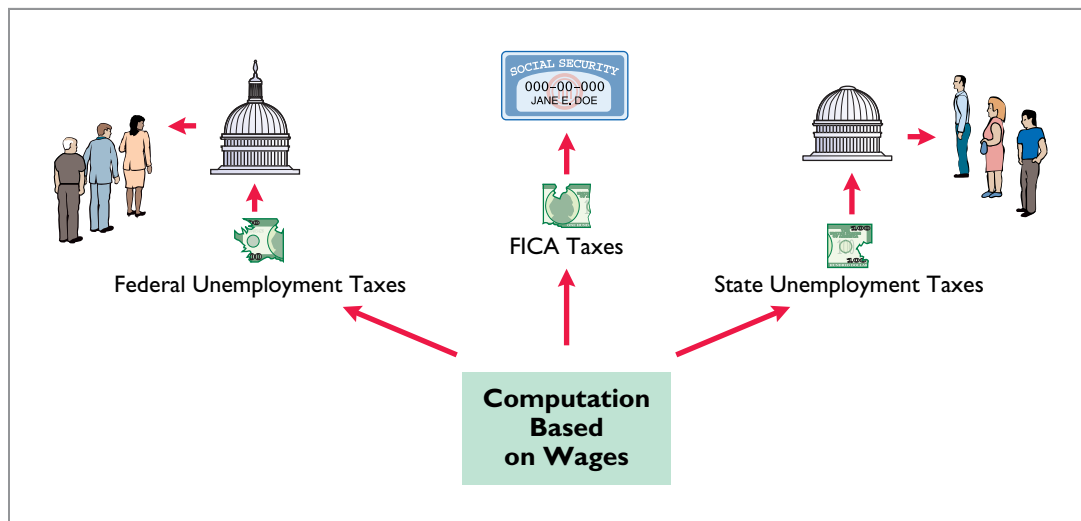 SOCIAL SECURITY
000-00-000
JANE E. DOE
FICA Taxes
Federal Unemployment Taxes
State Unemployment Taxes
Computation
Based
on Wages